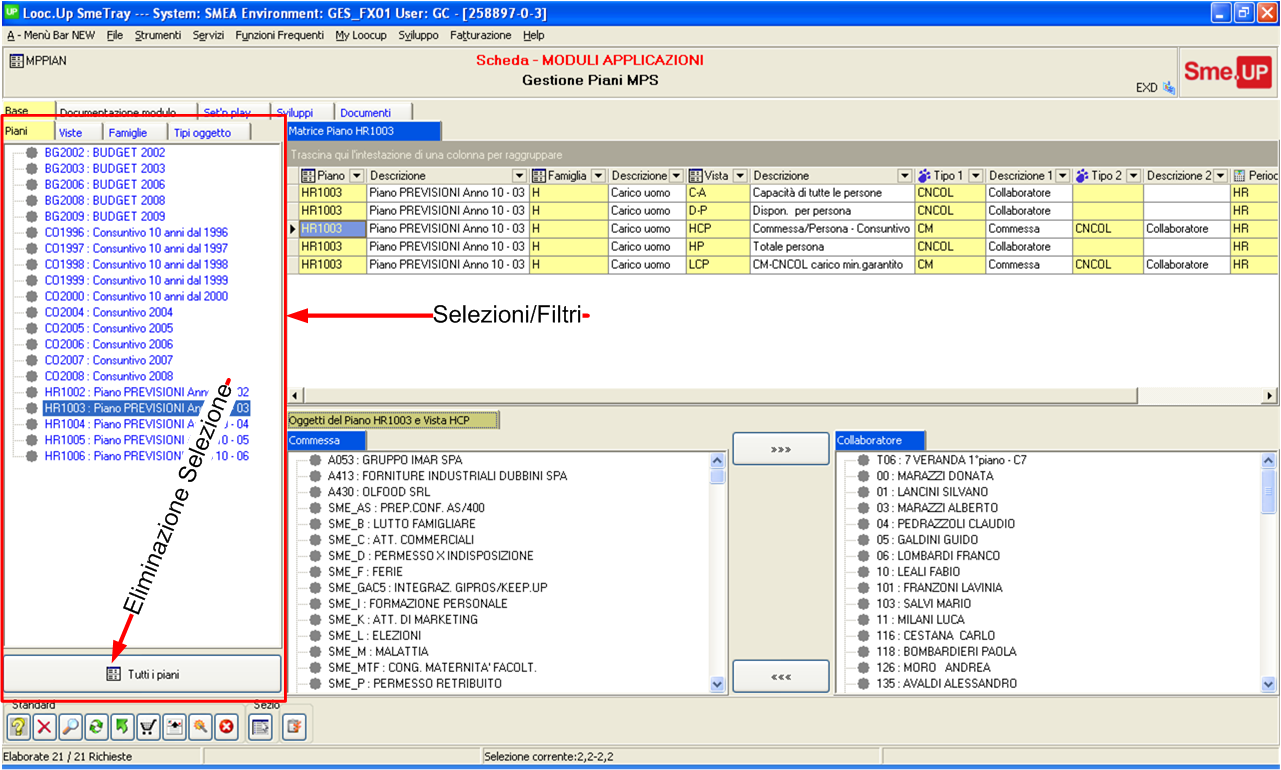 Looc.Up SmeTray --- System: SMEA Environment: GES_FX01 User: GC - [258897-0-3]
A - Menù Bar NEW File Strumenti Servizi Funzioni Frequenti My Loocup Sviluppo Fatturazione Help
MPPIAN
Scheda - MODULI APPLICAZIONI
Gestione Piani MPS
EXD
Sme.UP
Base Documentazione modulo Set'n play Sviluppi Documenti
Piani Viste Famiglie Tipi oggetto
BG2002 : BUDGET 2002
BG2003 : BUDGET 2003
BG2006 : BUDGET 2006
BG2008 : BUDGET 2008
BG2009 : BUDGET 2009
CO1996 : Consuntivo 10 anni dal 1996
CO1997 : Consuntivo 10 anni dal 1997
CO1998 : Consuntivo 10 anni dal 1998
CO1999 : Consuntivo 10 anni dal 1999
CO2000 : Consuntivo 10 anni dal 2000
CO2004 : Consuntivo 2004
CO2005 : Consuntivo 2005
CO2006 : Consuntivo 2006
CO2007 : Consuntivo 2007
CO2008 : Consuntivo 2008
HR1002 : Piano PREVISIONI Ann 02
HR1003 : Piano PREVISIONI A 03
HR1004 : Piano PREVISIONI - 04
HR1005 : Piano PREVISIONI 0 - 05
HR1006 : Piano PREVISION 10 - 06
Eliminazione Selezione
Tutti i piani
Matrice Piano HR1003
Trascina qui l'intestazione di una colonna per raggruppare
Piano Descrizione Famiglia Descrizione Vista Descrizione Tipo 1 Descrizione 1 Tipo 2 Descrizione 2 Period
HR1003 Piano PREVISIONI Anno 10 - 03 H Carico uomo C-A Capacità di tutte le persone CNCOL Collaboratore HR
HR1003 Piano PREVISIONI Anno 10 - 03 H Carico uomo D-P Dispon. per persona CNCOL Collaboratore HR
HR1003 Piano PREVISIONI Anno 10 - 03 H Carico uomo HCP Commessa/Persona - Consuntivo CM Commessa CNCOL Collaboratore HR
HR1003 Piano PREVISIONI Anno 10 - 03 H Carico uomo HP Totale persona CNCOL Collaboratore HR
HR1003 Piano PREVISIONI Anno 10 - 03 H Carico uomo LCP CM-CNCOL carico min.garantito CM Commessa CNCOL Collaboratore HR
Selezioni/Filtri
Oggetti del Piano HR1003 e Vista HCP
Commessa
A053 : GRUPPO IMAR SPA
A413 : FORNITURE INDUSTRIALI DUBBINI SPA
A430 : OLFOOD SRL
SME_AS : PREP.CONF. AS/400
SME_B : LUTTO FAMIGLIARE
SME_C : ATT. COMMERCIALI
SME_D : PERMESSO X INDISPOSIZIONE
SME_F : FERIE
SME_GAC5 : INTEGRAZ. GIPROS/KEEP.UP
SME_I : FORMAZIONE PERSONALE
SME_K : ATT. DI MARKETING
SME_L : ELEZIONI
SME_M : MALATTIA
SME_MTF : CONG. MATERNITA' FACOLT.
SME_P : PERMESSO RETRIBUITO
>>>
<<<
Collaboratore
T06 : 7 VERANDA 1°piano - C7
00 : MARAZZI DONATA
01 : LANCINI SILVANO
03 : MARAZZI ALBERTO
04 : PEDRAZZOLI CLAUDIO
05 : GALDINI GUIDO
06 : LOMBARDI FRANCO
10 : LEALI FABIO
101 : FRANZONI LAVINIA
103 : SALVI MARIO
11 : MILANI LUCA
116 : CESTANA CARLO
118 : BOMBARDIERI PAOLA
126 : MORO ANDREA
135 : AVALDI ALESSANDRO
Standard Sezio
Elaborate 21 / 21 Richieste
Selezione corrente:2,2-2,2